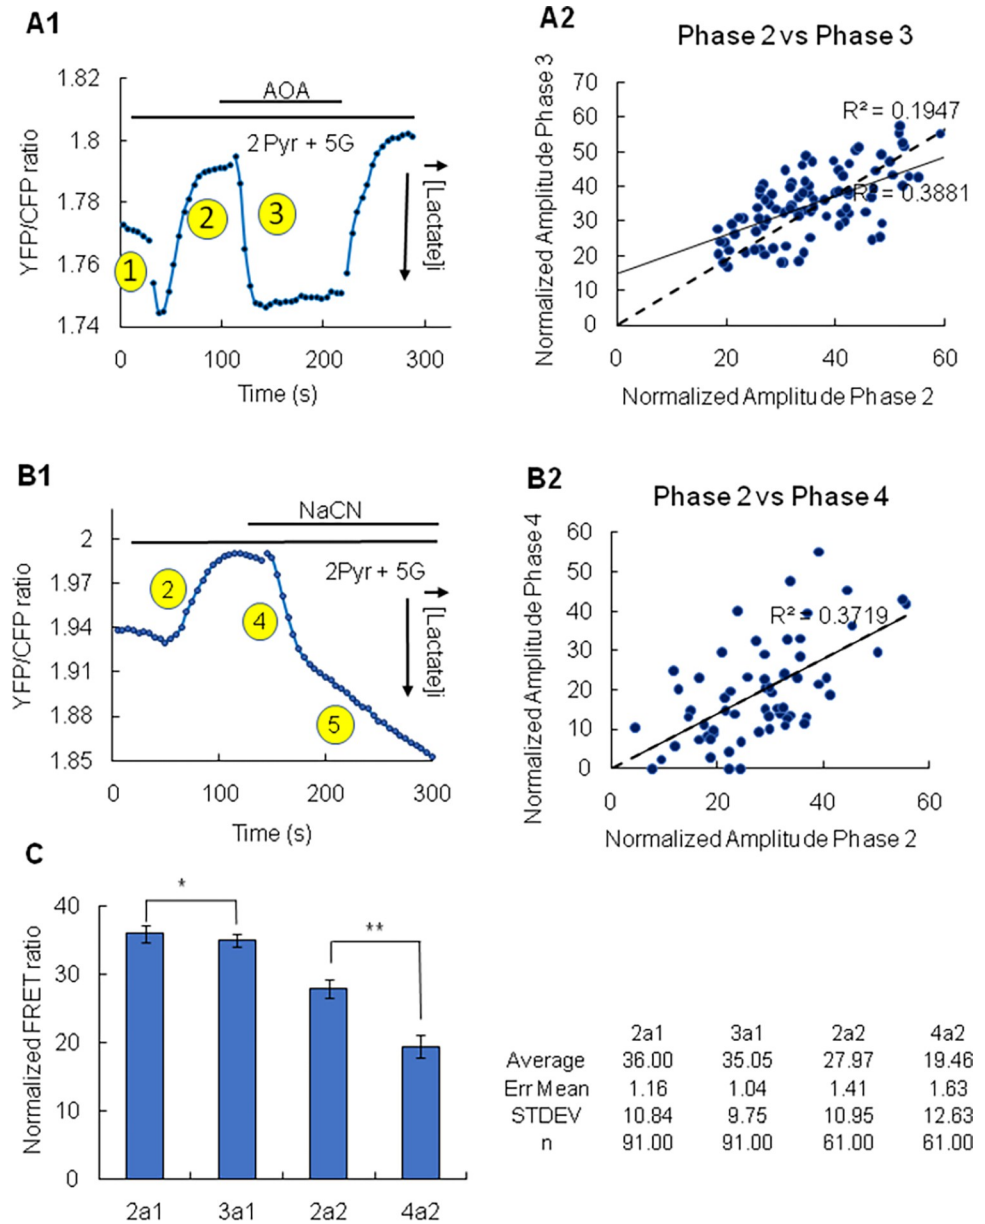 A1
1.82
1.8
1.78
1.76
1.74
YFP/CFP ratio
AOA
2Pyr + 5G
1
2
3
[Lactate]i
0
100
200
300
Time (s)
A2
Phase 2 vs Phase 3
70
60
50
40
30
20
10
0
Normalized Amplitude Phase 3
R² = 0.1947
R² = 0.3881
0
20
40
60
Normalized Amplitude Phase 2
B1
2
1.97
1.94
1.91
1.88
1.85
YFP/CFP ratio
NaCN
2Pyr + 5G
2
4
5
[Lactate]i
0
100
200
300
Time (s)
B2
Phase 2 vs Phase 4
60
50
40
30
20
10
0
Normalized Amplitude Phase 4
R² = 0.3719
0
20
40
60
Normalized Amplitude Phase 2
C
40
30
20
10
0
Normalized FRET ratio
*
**
2a1
3a1
2a2
4a2
2a1 3a1 2a2 4a2
Average 36.00 35.05 27.97 19.46
Err Mean 1.16 1.04 1.41 1.63
STDEV 10.84 9.75 10.95 12.63
n 91.00 91.00 61.00 61.00